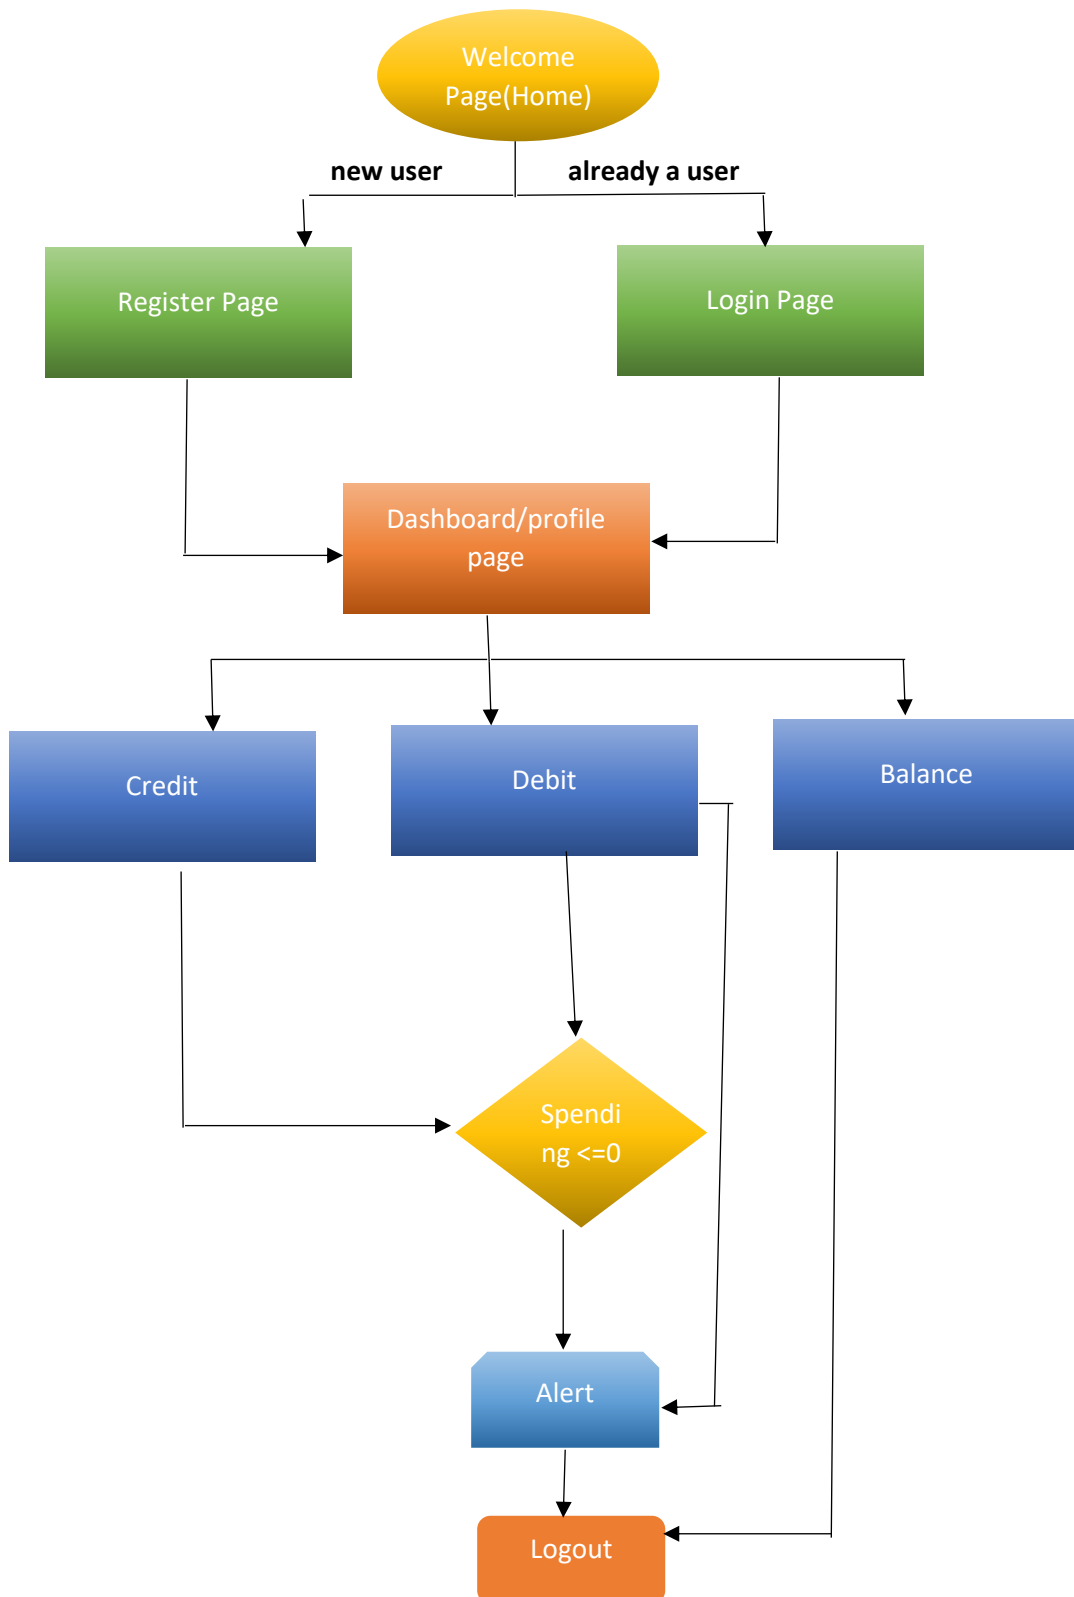 Welcome
Page(Home)
new user
already a user
Register Page
Login Page
Dashboard/profile
page
Credit
Debit
Balance
Spendi
ng <=0
Alert
Logout